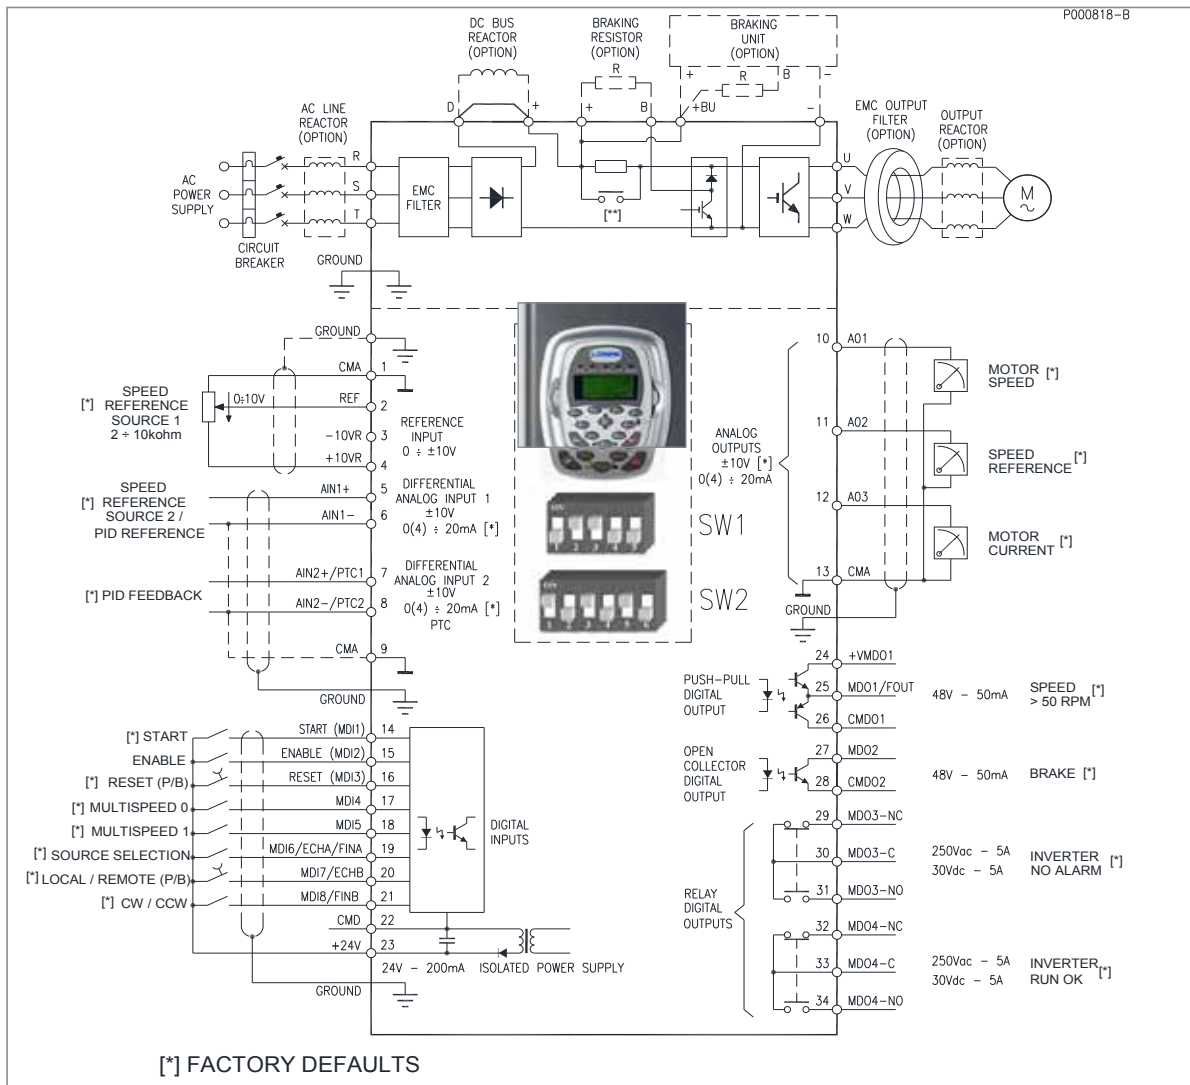 P000818-B
DC BUS
REACTOR
(OPTION)
BRAKING
RESISTOR
(OPTION)
BRAKING
UNIT
(OPTION)
R
+
R
B
-
D
+
+
B
+BU
-
AC LINE
REACTOR
(OPTION)
EMC OUTPUT
FILTER
(OPTION)
OUTPUT
REACTOR
(OPTION)
AC
POWER
SUPPLY
R
S
T
EMC
FILTER
[**]
U
V
W
M
~
CIRCUIT
BREAKER
GROUND
GROUND
CMA 1
[*] SPEED
REFERENCE
SOURCE 1
2 ÷ 10kohm
0÷10V
REF 2
-10VR 3
+10VR 4
REFERENCE
INPUT
0 ÷ ±10V
[*] SPEED
REFERENCE
SOURCE 2 /
PID REFERENCE
AIN1+ 5
AIN1- 6
DIFFERENTIAL
ANALOG INPUT 1
±10V
0(4) ÷ 20mA [*]
[*] PID FEEDBACK
AIN2+/PTC1 7
AIN2-/PTC2 8
DIFFERENTIAL
ANALOG INPUT 2
±10V
0(4) ÷ 20mA [*]
PTC
CMA 9
GROUND
SW1
SW2
ANALOG
OUTPUTS
±10V [*]
0(4) ÷ 20mA
10 AO1
MOTOR
SPEED [*]
11 AO2
SPEED
REFERENCE [*]
12 AO3
MOTOR
CURRENT [*]
13 CMA
GROUND
[*] START
START (MDI1) 14
ENABLE
ENABLE (MDI2) 15
[*] RESET (P/B)
RESET (MDI3) 16
[*] MULTISPEED 0
MDI4 17
[*] MULTISPEED 1
MDI5 18
[*] SOURCE SELECTION
MDI6/ECHA/FINA 19
[*] LOCAL / REMOTE (P/B)
MDI7/ECHB 20
[*] CW / CCW
MDI8/FINB 21
DIGITAL
INPUTS
CMD 22
+24V 23
24V - 200mA ISOLATED POWER SUPPLY
GROUND
PUSH-PULL
DIGITAL
OUTPUT
24 +VMDO1
25 MDO1/FOUT
26 CMDO1
48V - 50mA
SPEED
> 50 RPM [*]
OPEN
COLLECTOR
DIGITAL
OUTPUT
27 MDO2
28 CMDO2
48V - 50mA
BRAKE [*]
RELAY
DIGITAL
OUTPUTS
29 MDO3-NC
30 MDO3-C
31 MDO3-NO
250Vac - 5A
30Vdc - 5A
INVERTER
NO ALARM [*]
32 MDO4-NC
33 MDO4-C
34 MDO4-NO
250Vac - 5A
30Vdc - 5A
INVERTER
RUN OK [*]
[*] FACTORY DEFAULTS